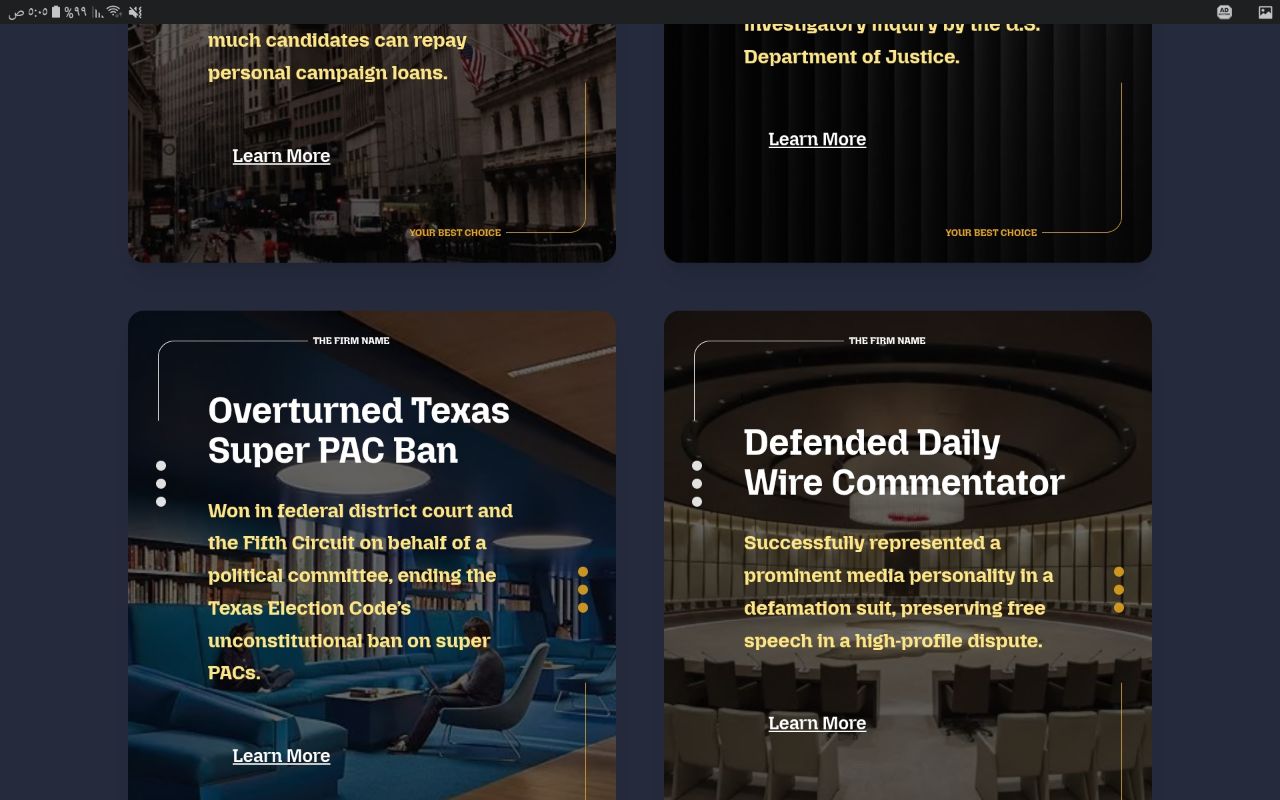 ٥:٠٥ ص
%٩٩
much candidates can repay
personal campaign loans.
Learn More
YOUR BEST CHOICE
investigatory inquiry by the U.S.
Department of Justice.
Learn More
YOUR BEST CHOICE
THE FIRM NAME
Overturned Texas
Super PAC Ban
Won in federal district court and
the Fifth Circuit on behalf of a
political committee, ending the
Texas Election Code's
unconstitutional ban on super
PACs.
Learn More
THE FIRM NAME
Defended Daily
Wire Commentator
Successfully represented a
prominent media personality in a
defamation suit, preserving free
speech in a high-profile dispute.
Learn More